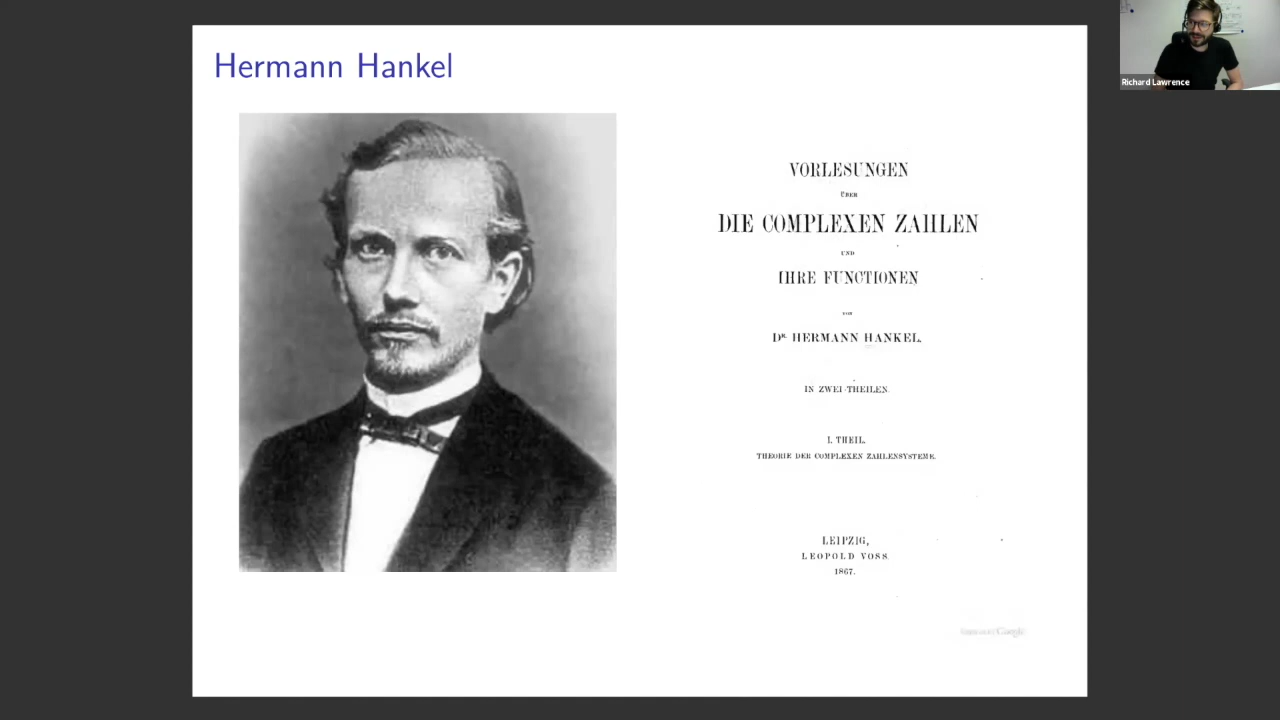 Hermann Hankel
VORLESUNGEN
ÜBER
DIE COMPLEXEN ZAHLEN
UND
IHRE FUNCTIONEN
VON
DR. HERMANN HANKEL.
IN ZWEI THEILEN.
I. THEIL.
THEORIE DER COMPLEXEN ZAHLENSYSTEME.
LEIPZIG,
LEOPOLD VOSS.
1867.
Google
Richard Lawrence